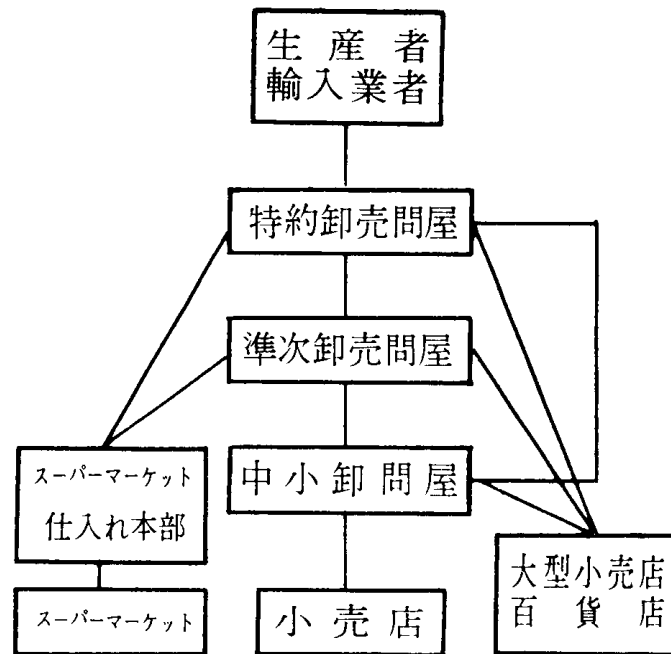 生産者
輸入業者
特約卸売問屋
準次卸売問屋
スーパーマーケット
仕入れ本部
中小卸問屋
大型小売店
百貨店
スーパーマーケット
小売店